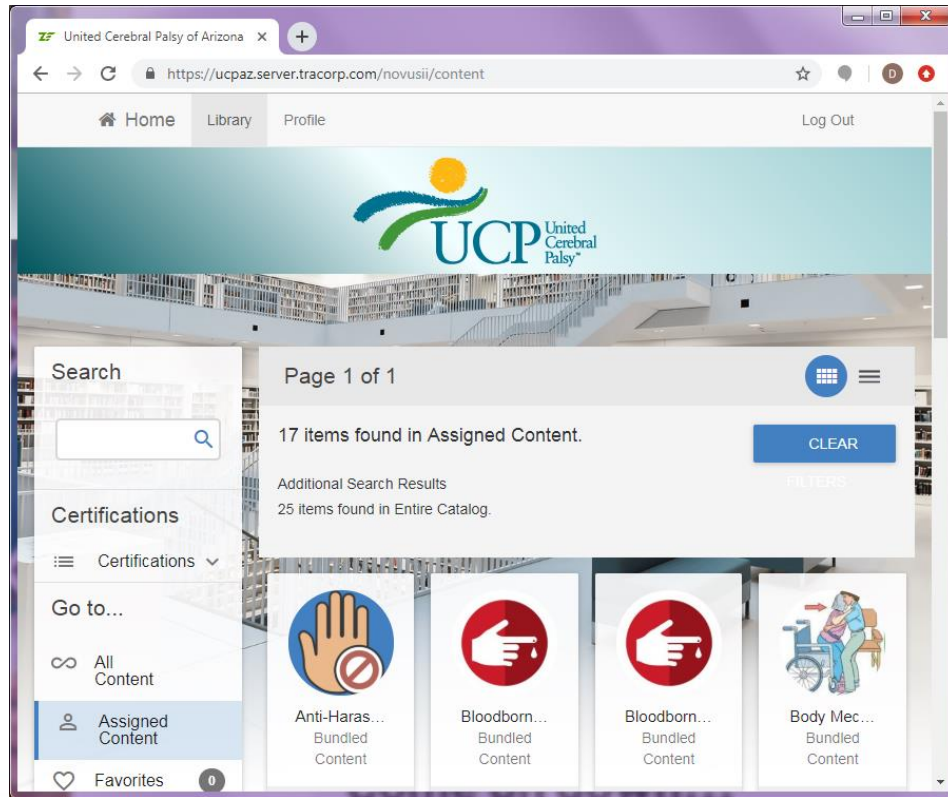 United Cerebral Palsy of Arizona
https://ucpaz.server.tracorp.com/novusii/content
D
Home Library Profile Log Out
UCP United
Cerebral
Palsy™
Search
Certifications
Certifications
Go to...
All
Content
Assigned
Content
Favorites 0
Page 1 of 1
17 items found in Assigned Content.
CLEAR
FILTERS
Additional Search Results
25 items found in Entire Catalog.
Anti-Haras...
Bundled
Content
Bloodborn...
Bundled
Content
Bloodborn...
Bundled
Content
Body Mec...
Bundled
Content